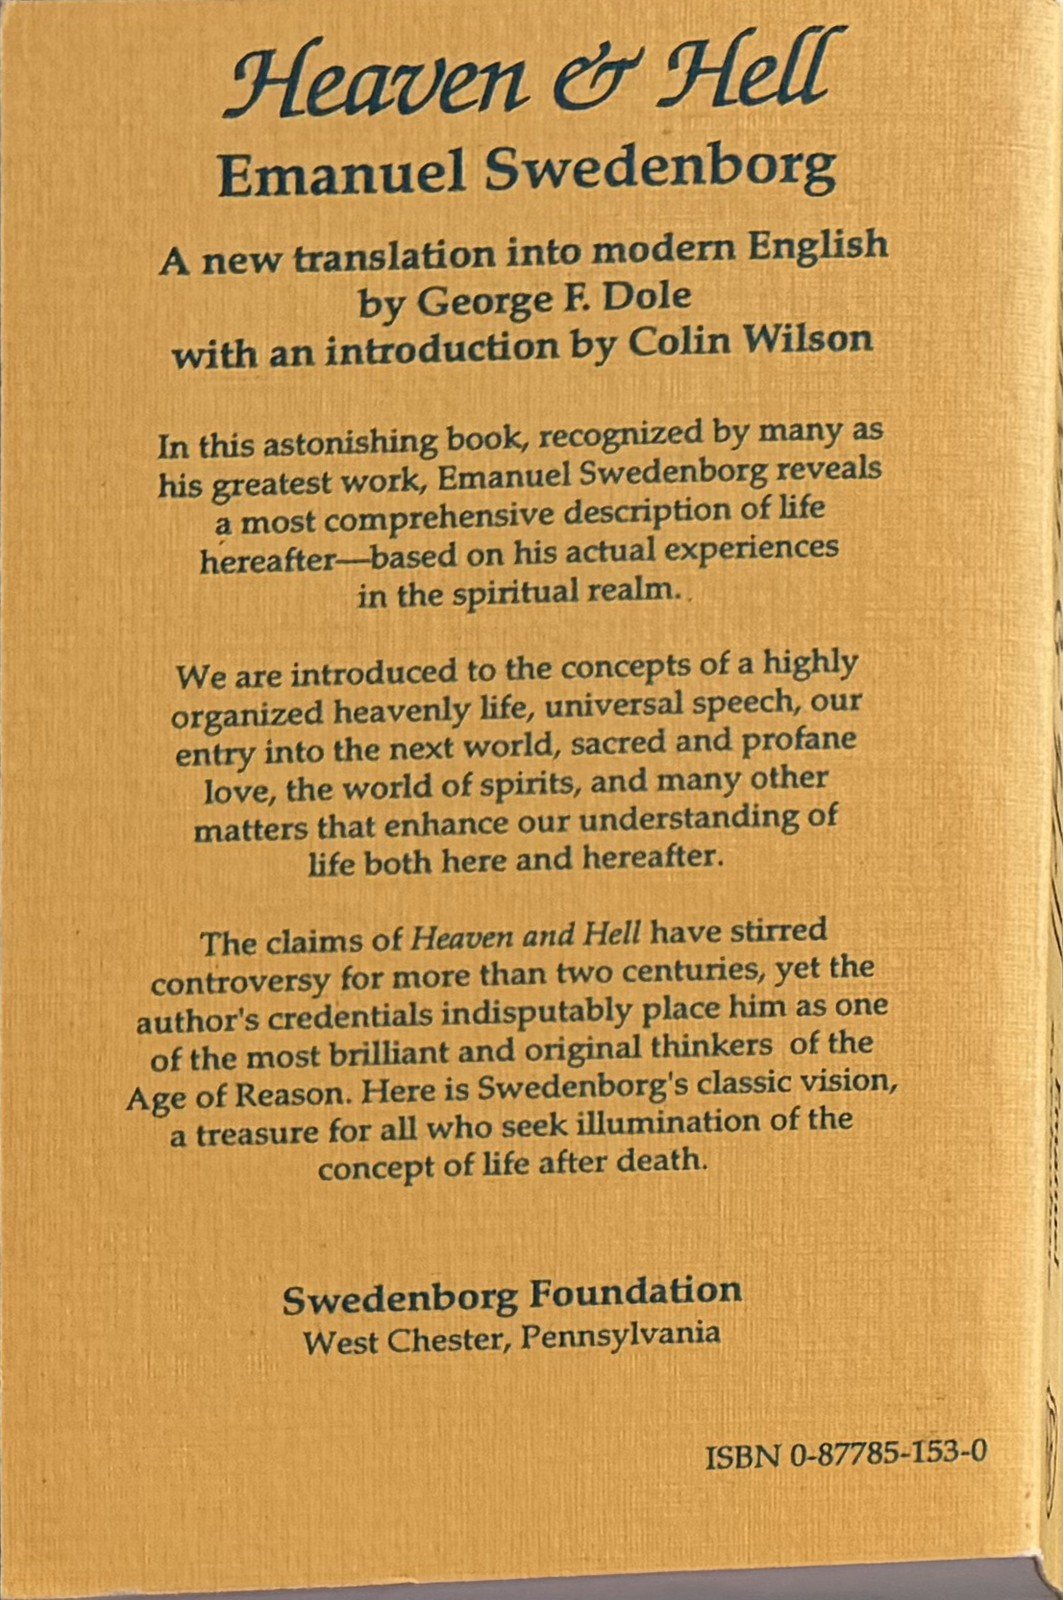 Heaven & Hell
Emanuel Swedenborg
A new translation into modern English
by George F. Dole
with an introduction by Colin Wilson
In this astonishing book, recognized by many as
his greatest work, Emanuel Swedenborg reveals
a most comprehensive description of life
hereafter—based on his actual experiences
in the spiritual realm.
We are introduced to the concepts of a highly
organized heavenly life, universal speech, our
entry into the next world, sacred and profane
love, the world of spirits, and many other
matters that enhance our understanding of
life both here and hereafter.
The claims of Heaven and Hell have stirred
controversy for more than two centuries, yet the
author's credentials indisputably place him as one
of the most brilliant and original thinkers of the
Age of Reason. Here is Swedenborg's classic vision,
a treasure for all who seek illumination of the
concept of life after death.
Swedenborg Foundation
West Chester, Pennsylvania
ISBN 0-87785-153-0